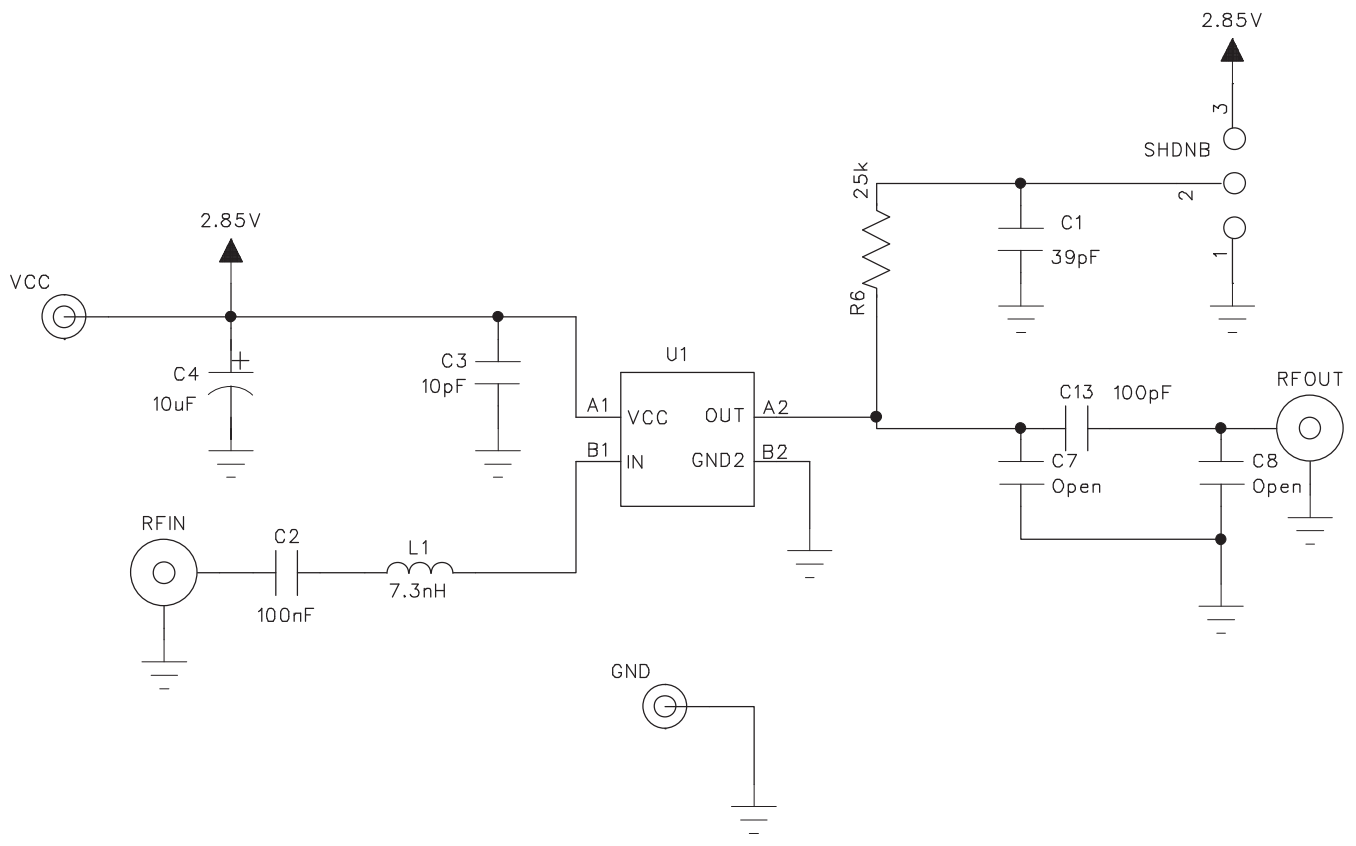 2.85V
3
SHDNB
2
1
25k
R6
C1
39pF
2.85V
VCC
C4
+
10uF
C3
10pF
U1
A1
VCC
OUT
A2
B1
IN
GND2
B2
C13
100pF
RFOUT
C7
Open
C8
Open
RFIN
C2
100nF
L1
7.3nH
GND